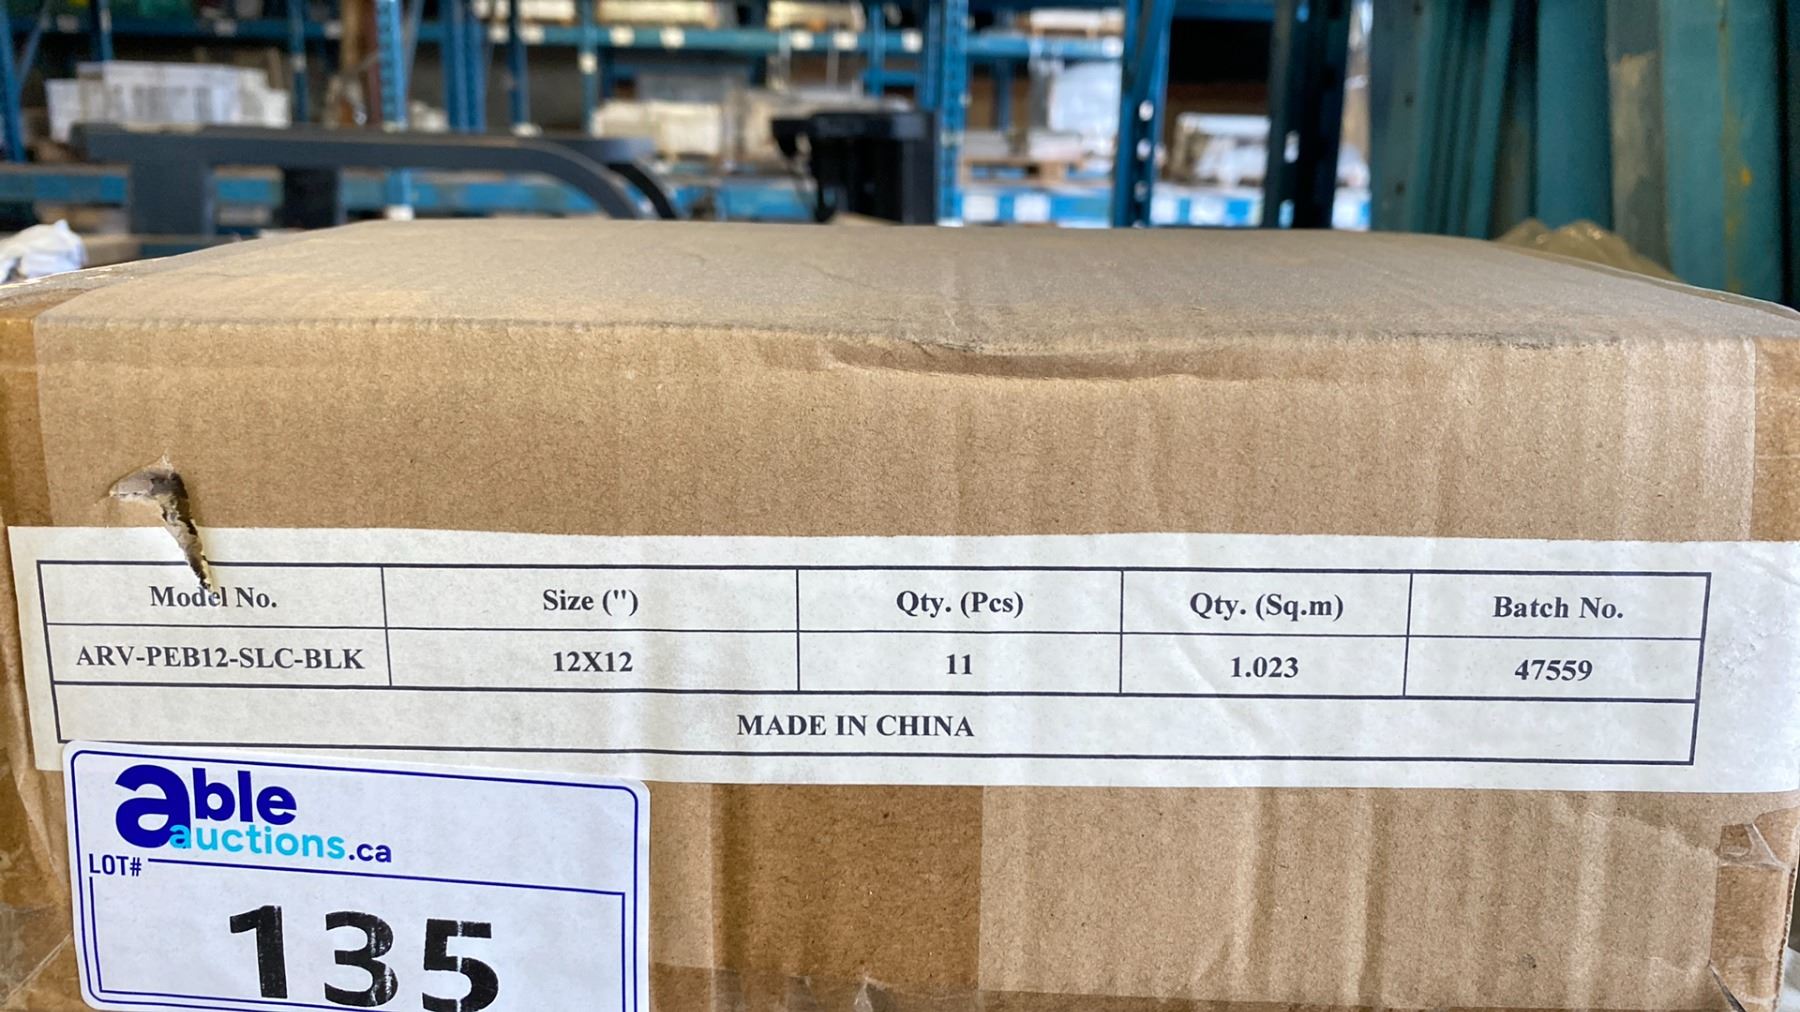 Model No. Size (") Qty. (Pcs) Qty. (Sq.m) Batch No.
ARV-PEB12-SLC-BLK 12X12 11 1.023 47559
MADE IN CHINA
able
auctions.ca
LOT#
135